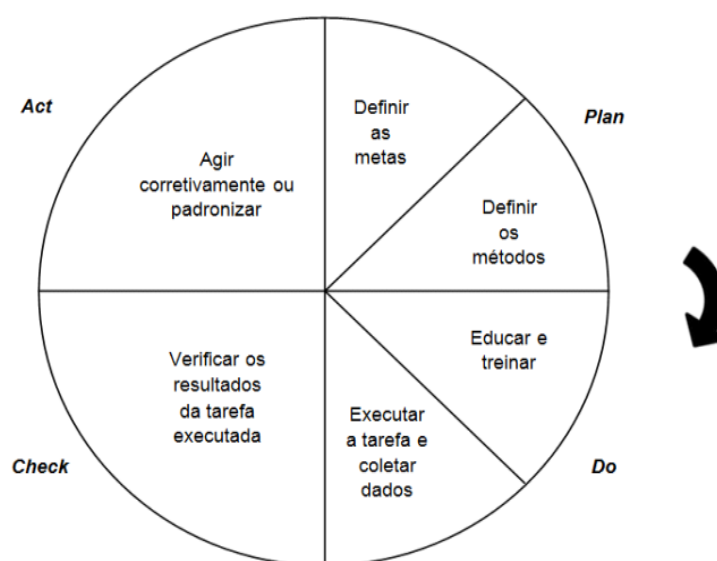 Act
Plan
Definir
as
metas
Agir
corretivamente ou
padronizar
Definir
os
métodos
Educar e
treinar
Verificar os
resultados
da tarefa
executada
Executar
a tarefa e
coletar
dados
Check
Do